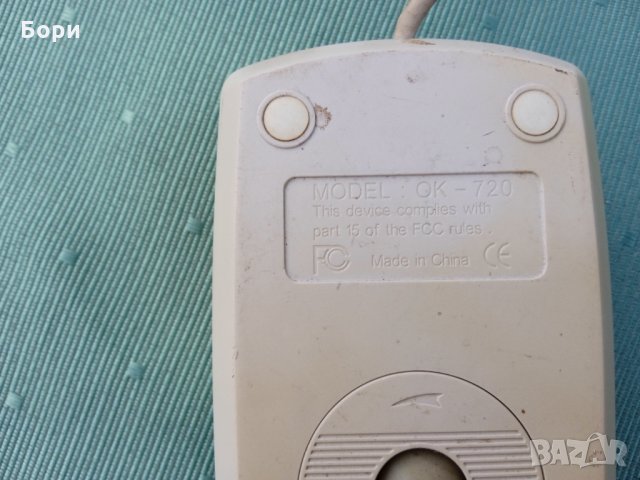 Бори
MODEL : OK - 720
This device complies with
part 15 of the FCC rules .
FC Made in China CE
BAZAR